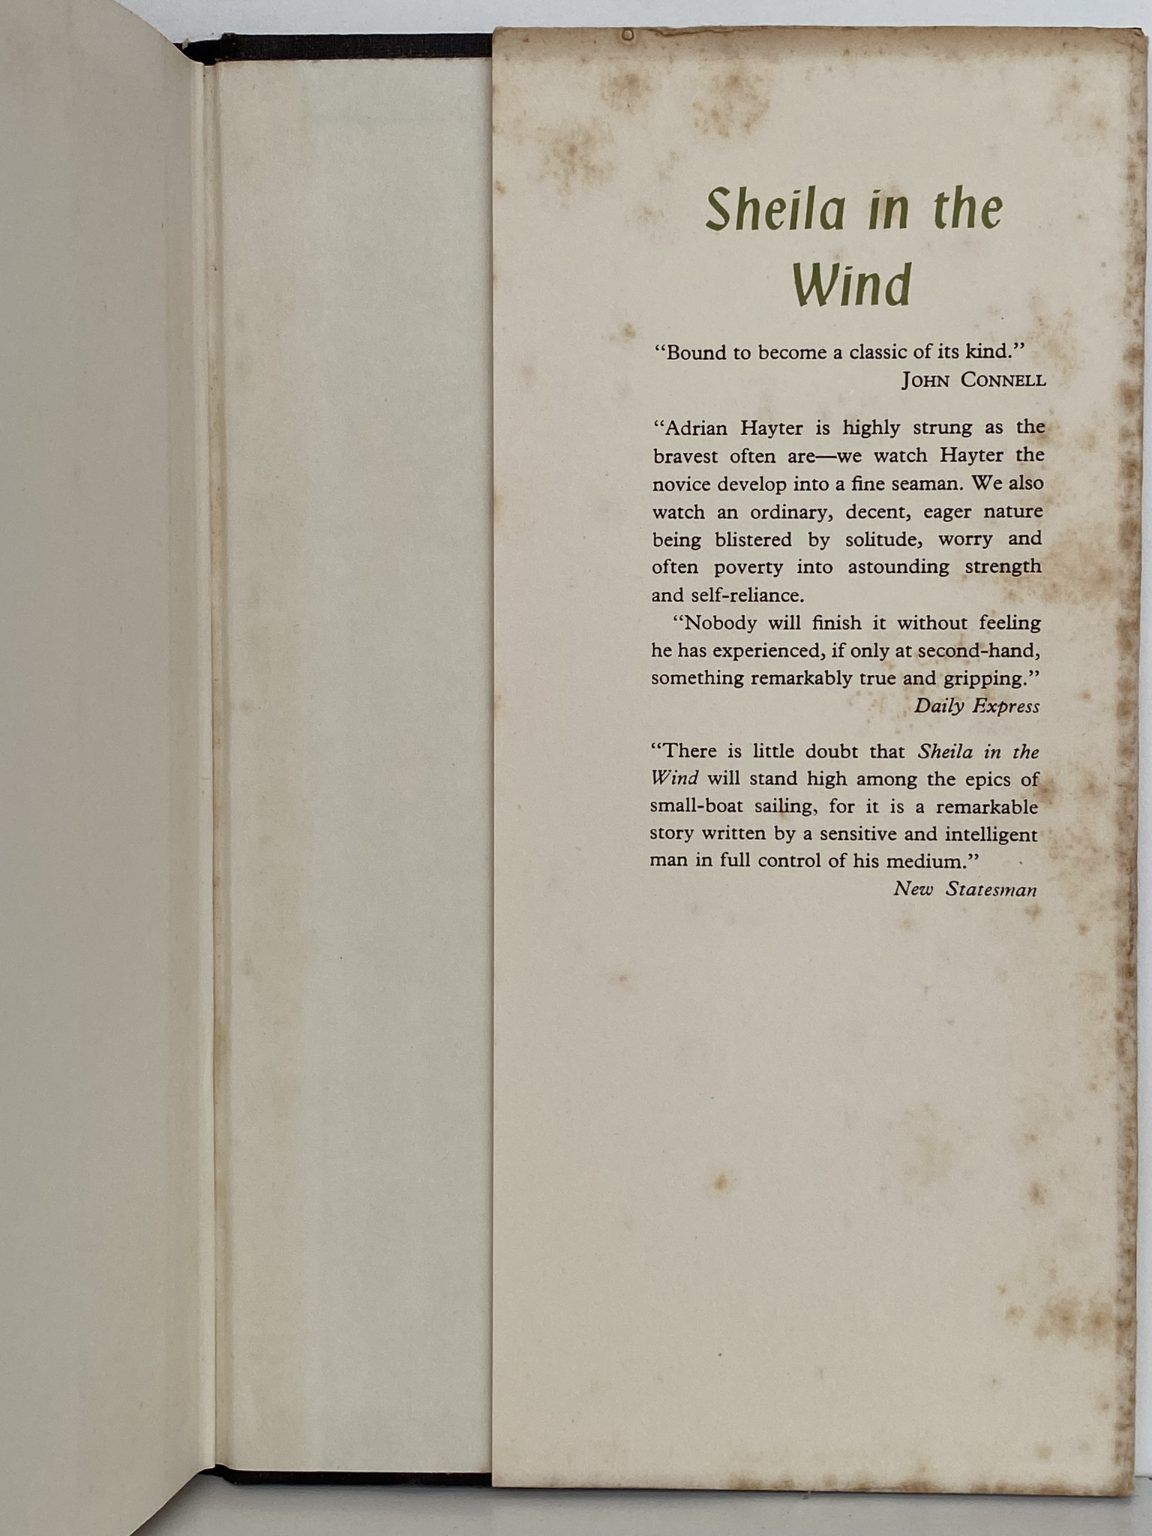 Sheila in the
Wind
“Bound to become a classic of its kind.”
JOHN CONNELL
“Adrian Hayter is highly strung as the
bravest often are—we watch Hayter the
novice develop into a fine seaman. We also
watch an ordinary, decent, eager nature
being blistered by solitude, worry and
often poverty into astounding strength
and self-reliance.
“Nobody will finish it without feeling
he has experienced, if only at second-hand,
something remarkably true and gripping.”
Daily Express
“There is little doubt that Sheila in the
Wind will stand high among the epics of
small-boat sailing, for it is a remarkable
story written by a sensitive and intelligent
man in full control of his medium.”
New Statesman